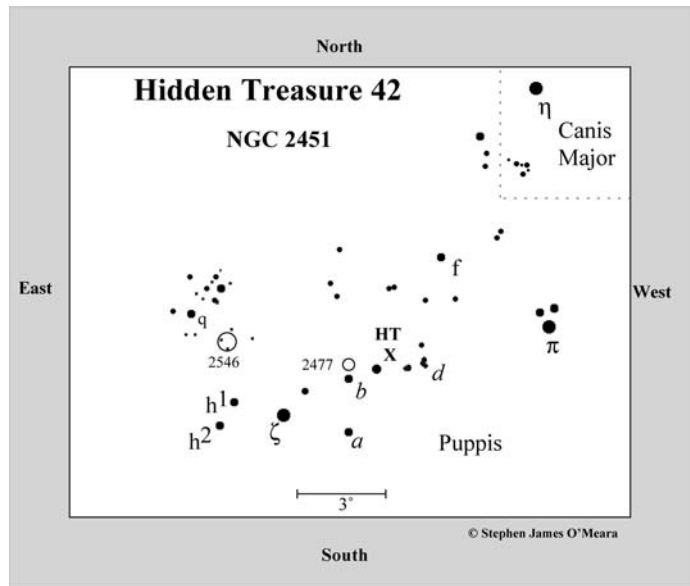 North
Hidden Treasure 42
NGC 2451
η
Canis
Major
f
East
West
q
HT
X
π
2546
2477
d
b
h1
ζ
h2
a
Puppis
3°
© Stephen James O'Meara
South